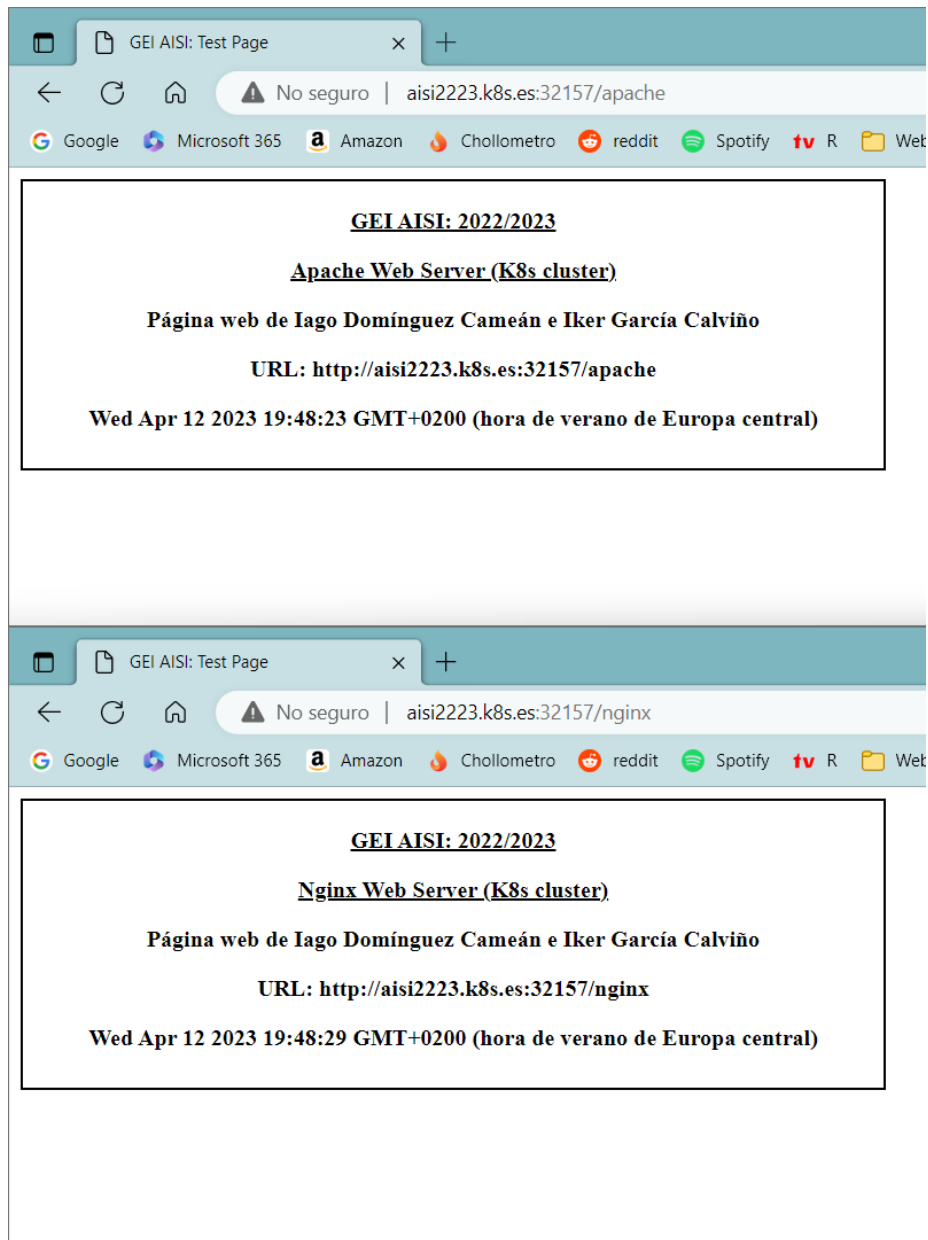 GEI AISI: Test Page
No seguro | aisi2223.k8s.es:32157/apache
Google Microsoft 365 Amazon Chollometro reddit Spotify tv R Web
GEI AISI: 2022/2023
Apache Web Server (K8s cluster)
Página web de Iago Domínguez Cameán e Iker García Calviño
URL: http://aisi2223.k8s.es:32157/apache
Wed Apr 12 2023 19:48:23 GMT+0200 (hora de verano de Europa central)
GEI AISI: Test Page
No seguro | aisi2223.k8s.es:32157/nginx
Google Microsoft 365 Amazon Chollometro reddit Spotify tv R Web
GEI AISI: 2022/2023
Nginx Web Server (K8s cluster)
Página web de Iago Domínguez Cameán e Iker García Calviño
URL: http://aisi2223.k8s.es:32157/nginx
Wed Apr 12 2023 19:48:29 GMT+0200 (hora de verano de Europa central)